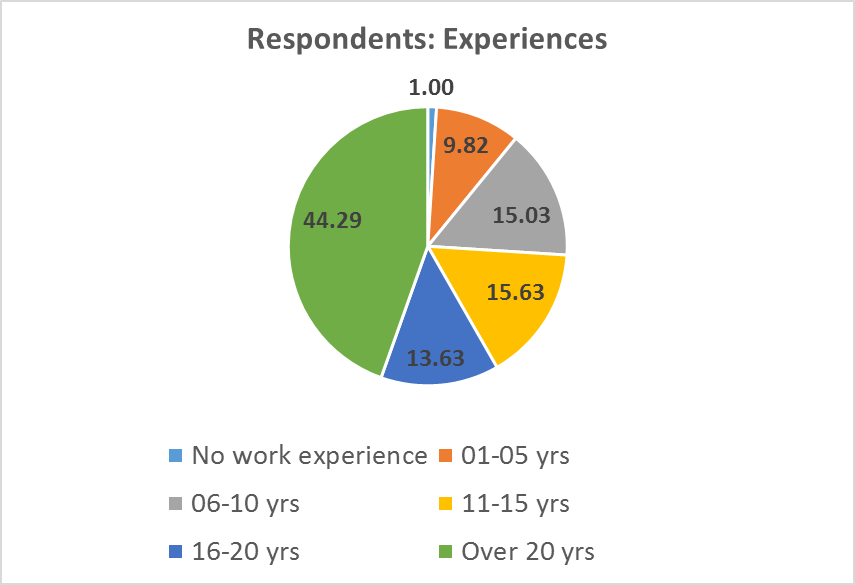 Respondents: Experiences
1.00
9.82
15.03
15.63
13.63
44.29
No work experience
01-05 yrs
06-10 yrs
11-15 yrs
16-20 yrs
Over 20 yrs